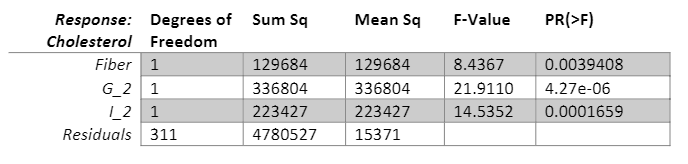 Response: Cholesterol Degrees of Freedom Sum Sq Mean Sq F-Value PR(>F)
Fiber 1 129684 129684 8.4367 0.0039408
G_2 1 336804 336804 21.9110 4.27e-06
I_2 1 223427 223427 14.5352 0.0001659
Residuals 311 4780527 15371